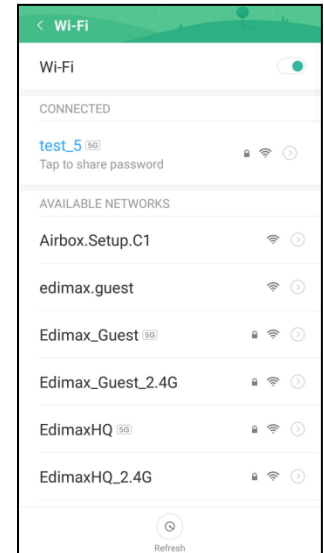 Wi-Fi
Wi-Fi
CONNECTED
test_5 5G
Tap to share password
AVAILABLE NETWORKS
Airbox.Setup.C1
edimax.guest
Edimax_Guest 5G
Edimax_Guest_2.4G
EdimaxHQ 5G
EdimaxHQ_2.4G
Refresh